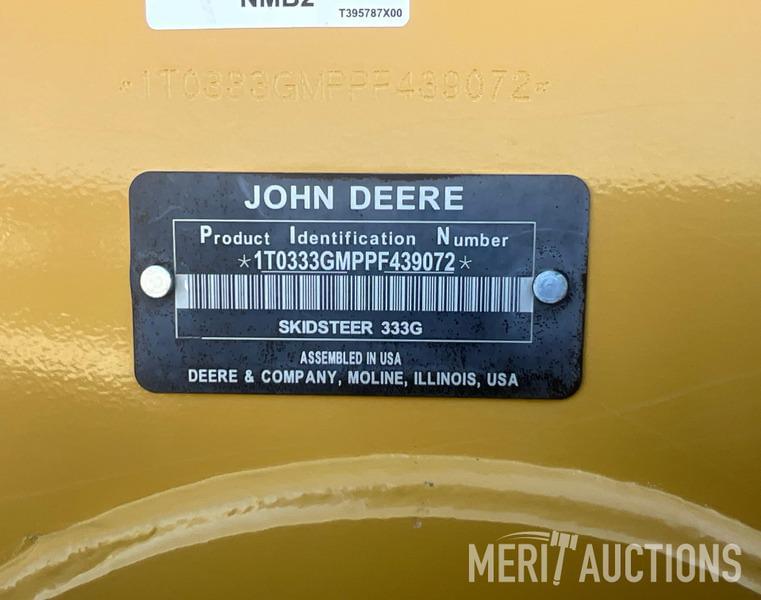 NMB2
T395787X00
*1T0333GMPPF439072*
JOHN DEERE
Product Identification Number
*1T0333GMPPF439072*
SKIDSTEER 333G
ASSEMBLED IN USA
DEERE & COMPANY, MOLINE, ILLINOIS, USA
MERIT AUCTIONS